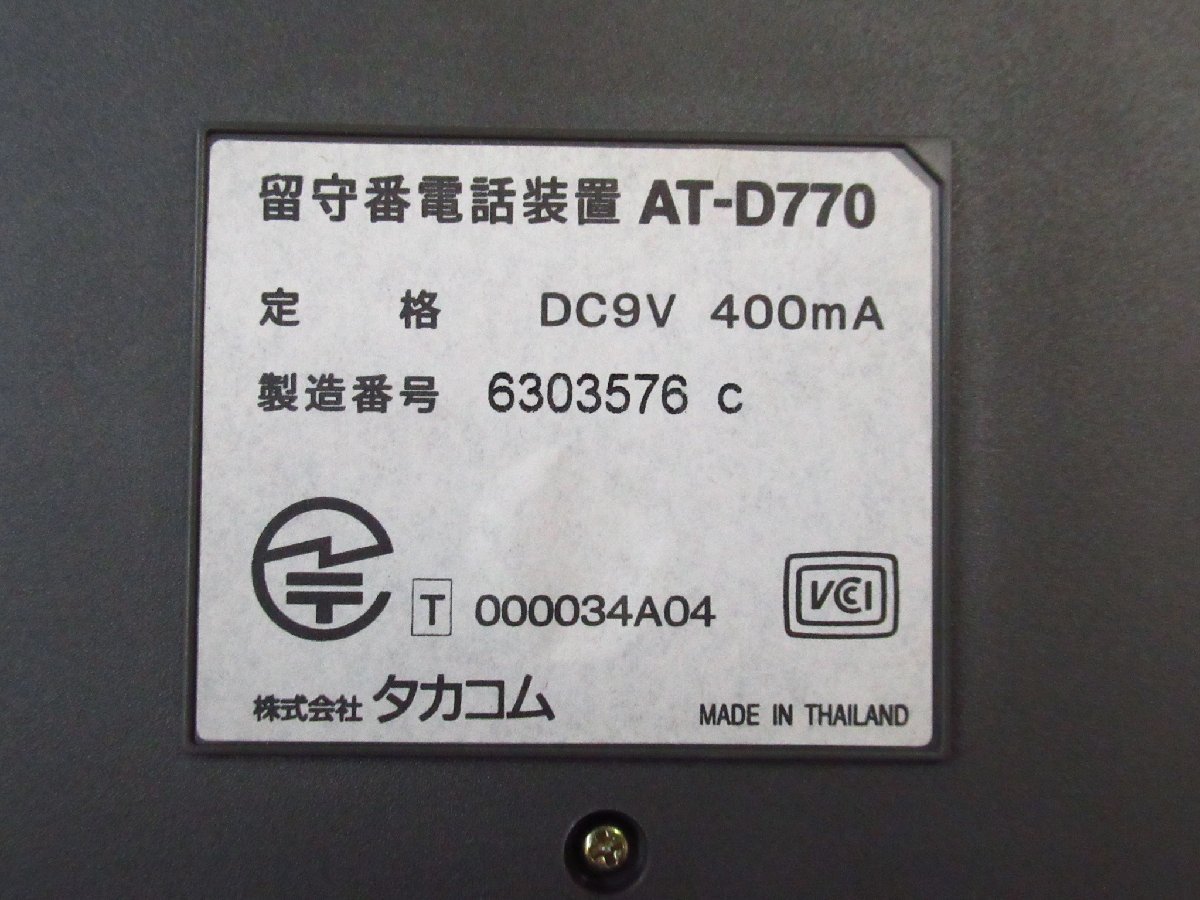 留守番電話装置 AT-D770
定　格 DC9V 400mA
製造番号 6303576 C
T 000034A04
VCCI
株式会社 タカコム
MADE IN THAILAND